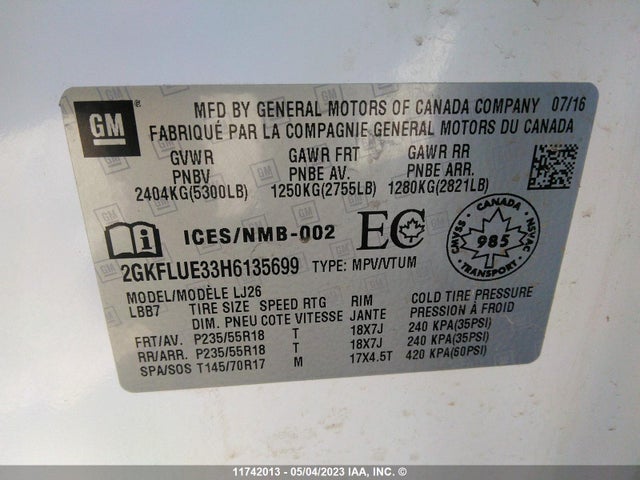 GM
MFD BY GENERAL MOTORS OF CANADA COMPANY 07/16
FABRIQUÉ PAR LA COMPAGNIE GENERAL MOTORS DU CANADA
GVWR GAWR FRT GAWR RR
PNBV PNBE AV. PNBE ARR.
2404KG(5300LB) 1250KG(2755LB) 1280KG(2821LB)
ICES/NMB-002 EC
CANADA
CMVSS 985 NSVAC
TRANSPORT
2GKFLUE33H6135699 TYPE: MPV/VTUM
MODEL/MODÈLE LJ26
LBB7 TIRE SIZE SPEED RTG RIM COLD TIRE PRESSURE
DIM. PNEU COTE VITESSE JANTE PRESSION À FROID
FRT/AV. P235/55R18 T 18X7J 240 KPA(35PSI)
RR/ARR. P235/55R18 T 18X7J 240 KPA(35PSI)
SPA/SOS T145/70R17 M 17X4.5T 420 KPA(60PSI)
11742013 - 05/04/2023 IAA, INC. ©